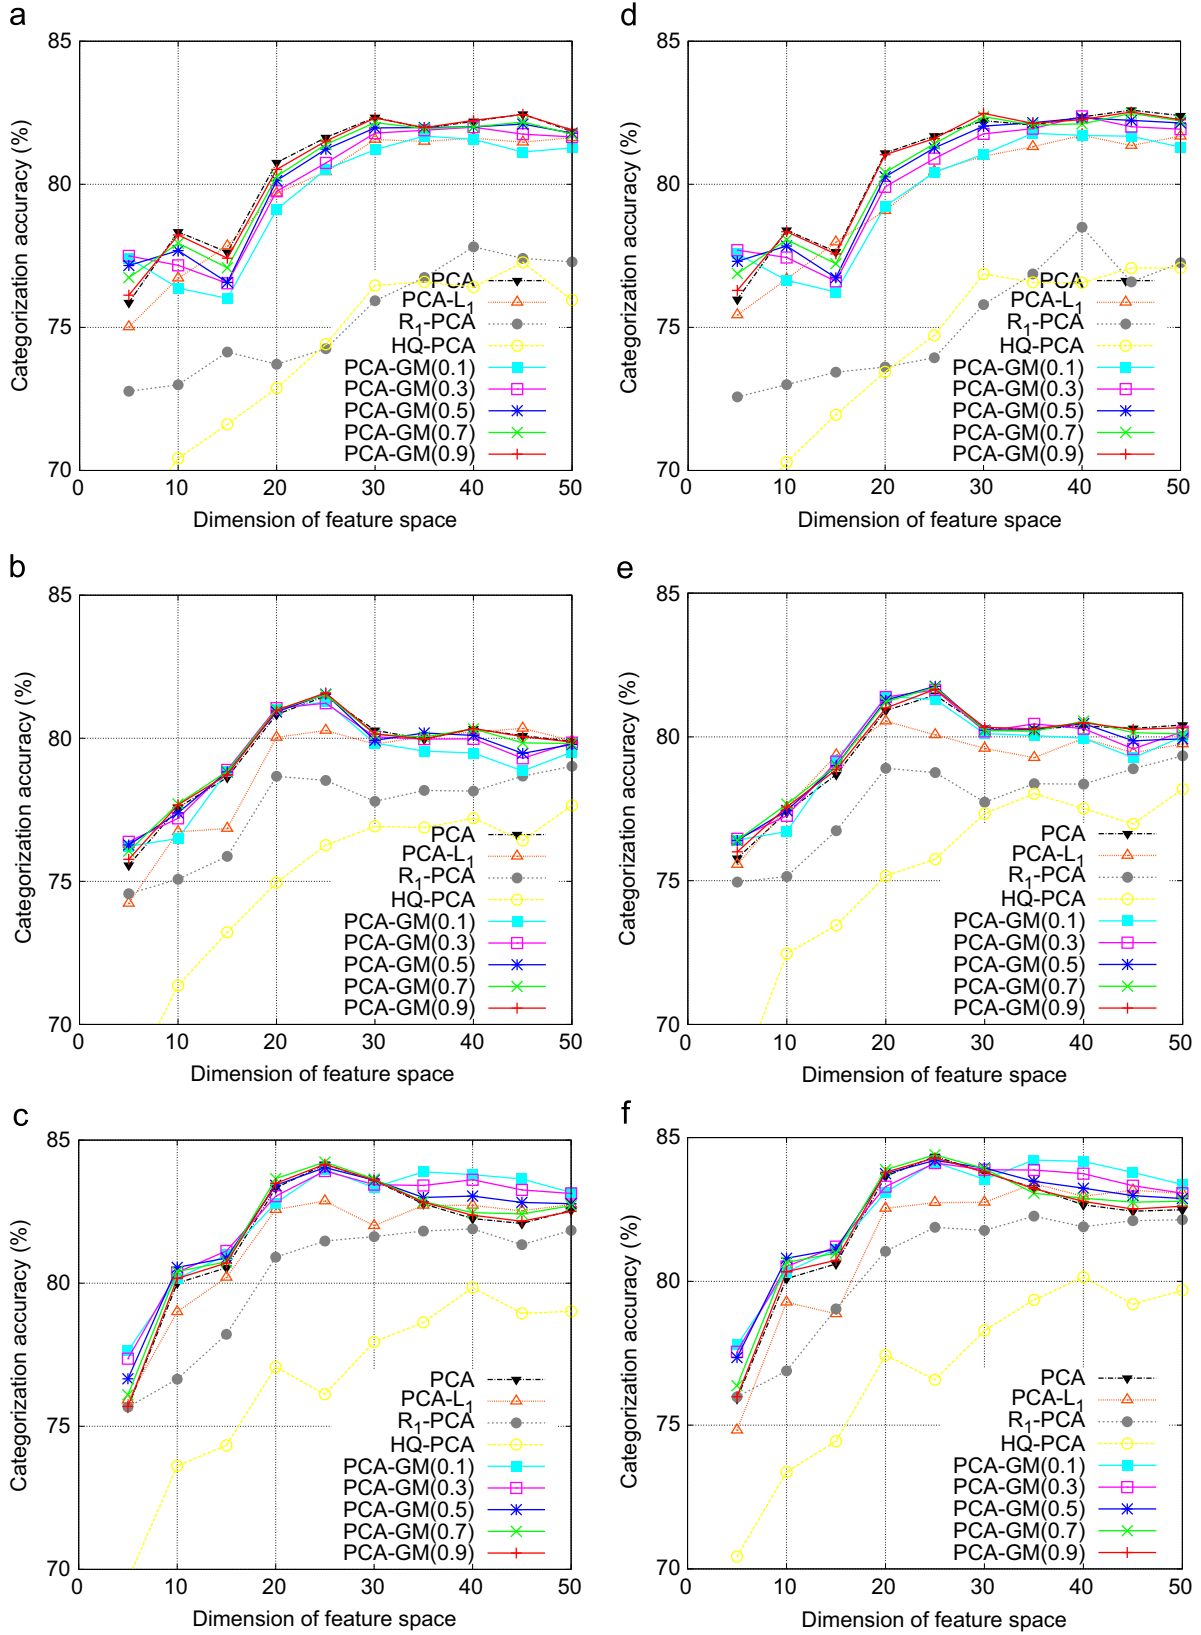 a
85
80
75
70
Categorization accuracy (%)
PCA
PCA-L1
R1-PCA
HQ-PCA
PCA-GM(0.1)
PCA-GM(0.3)
PCA-GM(0.5)
PCA-GM(0.7)
PCA-GM(0.9)
0 10 20 30 40 50
Dimension of feature space
d
85
80
75
70
Categorization accuracy (%)
PCA
PCA-L1
R1-PCA
HQ-PCA
PCA-GM(0.1)
PCA-GM(0.3)
PCA-GM(0.5)
PCA-GM(0.7)
PCA-GM(0.9)
0 10 20 30 40 50
Dimension of feature space
b
85
80
75
70
Categorization accuracy (%)
PCA
PCA-L1
R1-PCA
HQ-PCA
PCA-GM(0.1)
PCA-GM(0.3)
PCA-GM(0.5)
PCA-GM(0.7)
PCA-GM(0.9)
0 10 20 30 40 50
Dimension of feature space
e
85
80
75
70
Categorization accuracy (%)
PCA
PCA-L1
R1-PCA
HQ-PCA
PCA-GM(0.1)
PCA-GM(0.3)
PCA-GM(0.5)
PCA-GM(0.7)
PCA-GM(0.9)
0 10 20 30 40 50
Dimension of feature space
c
85
80
75
70
Categorization accuracy (%)
PCA
PCA-L1
R1-PCA
HQ-PCA
PCA-GM(0.1)
PCA-GM(0.3)
PCA-GM(0.5)
PCA-GM(0.7)
PCA-GM(0.9)
0 10 20 30 40 50
Dimension of feature space
f
85
80
75
70
Categorization accuracy (%)
PCA
PCA-L1
R1-PCA
HQ-PCA
PCA-GM(0.1)
PCA-GM(0.3)
PCA-GM(0.5)
PCA-GM(0.7)
PCA-GM(0.9)
0 10 20 30 40 50
Dimension of feature space